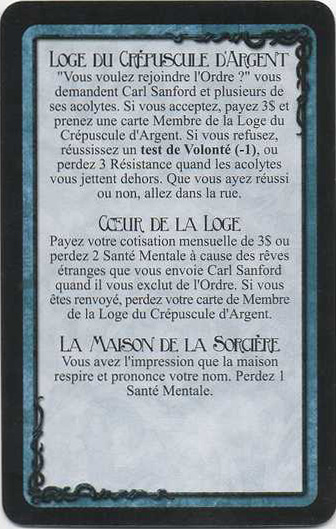 Loge du Crépuscule d'Argent
"Vous voulez rejoindre l'Ordre ?" vous
demandent Carl Sanford et plusieurs de
ses acolytes. Si vous acceptez, payez 3$ et
prenez une carte Membre de la Loge du
Crépuscule d'Argent. Si vous refusez,
réussissez un test de Volonté (-1), ou
perdez 3 Résistance quand les acolytes
vous jettent dehors. Que vous ayez réussi
ou non, allez dans la rue.
Cœur de la Loge
Payez votre cotisation mensuelle de 3$ ou
perdez 2 Santé Mentale à cause des rêves
étranges que vous envoie Carl Sanford
quand il vous exclut de l'Ordre. Si vous
êtes renvoyé, perdez votre carte de Membre
de la Loge du Crépuscule d'Argent.
La Maison de la Sorcière
Vous avez l'impression que la maison
respire et prononce votre nom. Perdez 1
Santé Mentale.